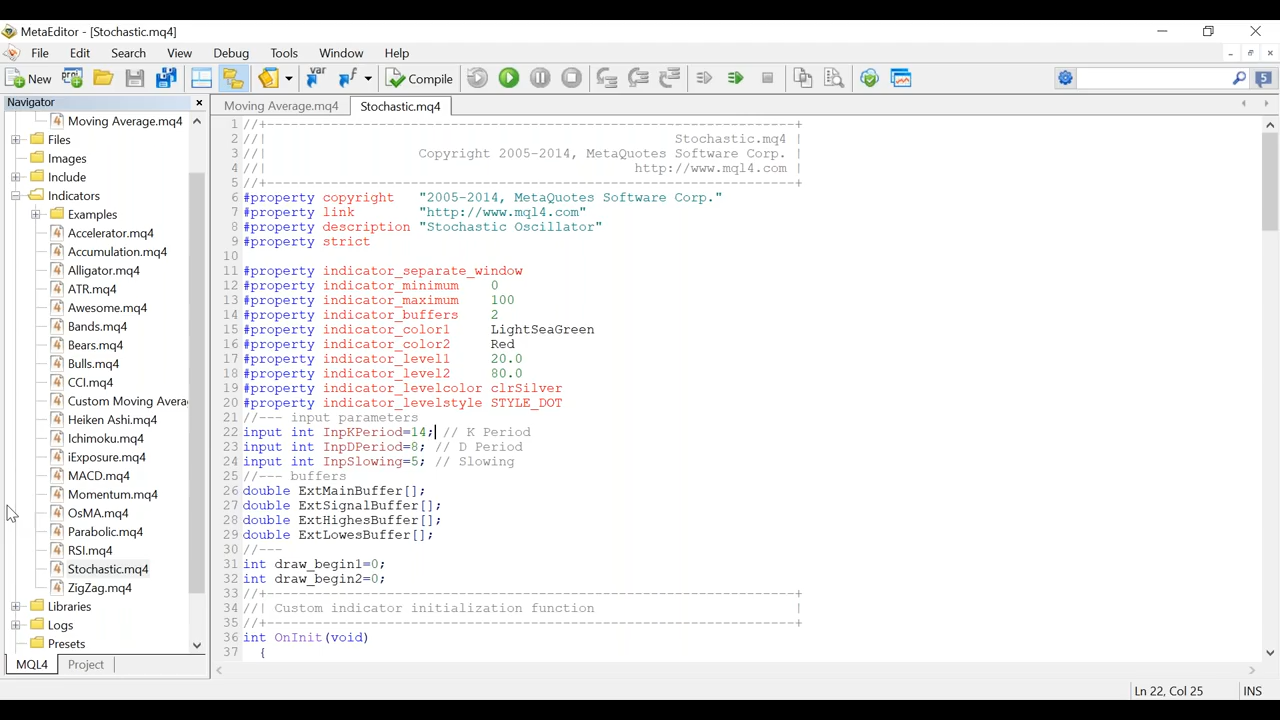 MetaEditor - [Stochastic.mq4]
File Edit Search View Debug Tools Window Help
New Compile 5
Navigator
Moving Average.mq4
Files
Images
Include
Indicators
Examples
Accelerator.mq4
Accumulation.mq4
Alligator.mq4
ATR.mq4
Awesome.mq4
Bands.mq4
Bears.mq4
Bulls.mq4
CCI.mq4
Custom Moving Avera
Heiken Ashi.mq4
Ichimoku.mq4
iExposure.mq4
MACD.mq4
Momentum.mq4
OsMA.mq4
Parabolic.mq4
RSI.mq4
Stochastic.mq4
ZigZag.mq4
Libraries
Logs
Presets
MQL4 Project
Moving Average.mq4 Stochastic.mq4
1 //+------------------------------------------------------------------+
2 //| Stochastic.mq4 |
3 //| Copyright 2005-2014, MetaQuotes Software Corp. |
4 //| http://www.mql4.com |
5 //+------------------------------------------------------------------+
6 #property copyright "2005-2014, MetaQuotes Software Corp."
7 #property link "http://www.mql4.com"
8 #property description "Stochastic Oscillator"
9 #property strict
10
11 #property indicator_separate_window
12 #property indicator_minimum 0
13 #property indicator_maximum 100
14 #property indicator_buffers 2
15 #property indicator_color1 LightSeaGreen
16 #property indicator_color2 Red
17 #property indicator_level1 20.0
18 #property indicator_level2 80.0
19 #property indicator_levelcolor clrSilver
20 #property indicator_levelstyle STYLE_DOT
21 //--- input parameters
22 input int InpKPeriod=14; // K Period
23 input int InpDPeriod=8; // D Period
24 input int InpSlowing=5; // Slowing
25 //--- buffers
26 double ExtMainBuffer[];
27 double ExtSignalBuffer[];
28 double ExtHighesBuffer[];
29 double ExtLowesBuffer[];
30 //---
31 int draw_begin1=0;
32 int draw_begin2=0;
33 //+------------------------------------------------------------------+
34 //| Custom indicator initialization function |
35 //+------------------------------------------------------------------+
36 int OnInit(void)
37 {
Ln 22, Col 25 INS